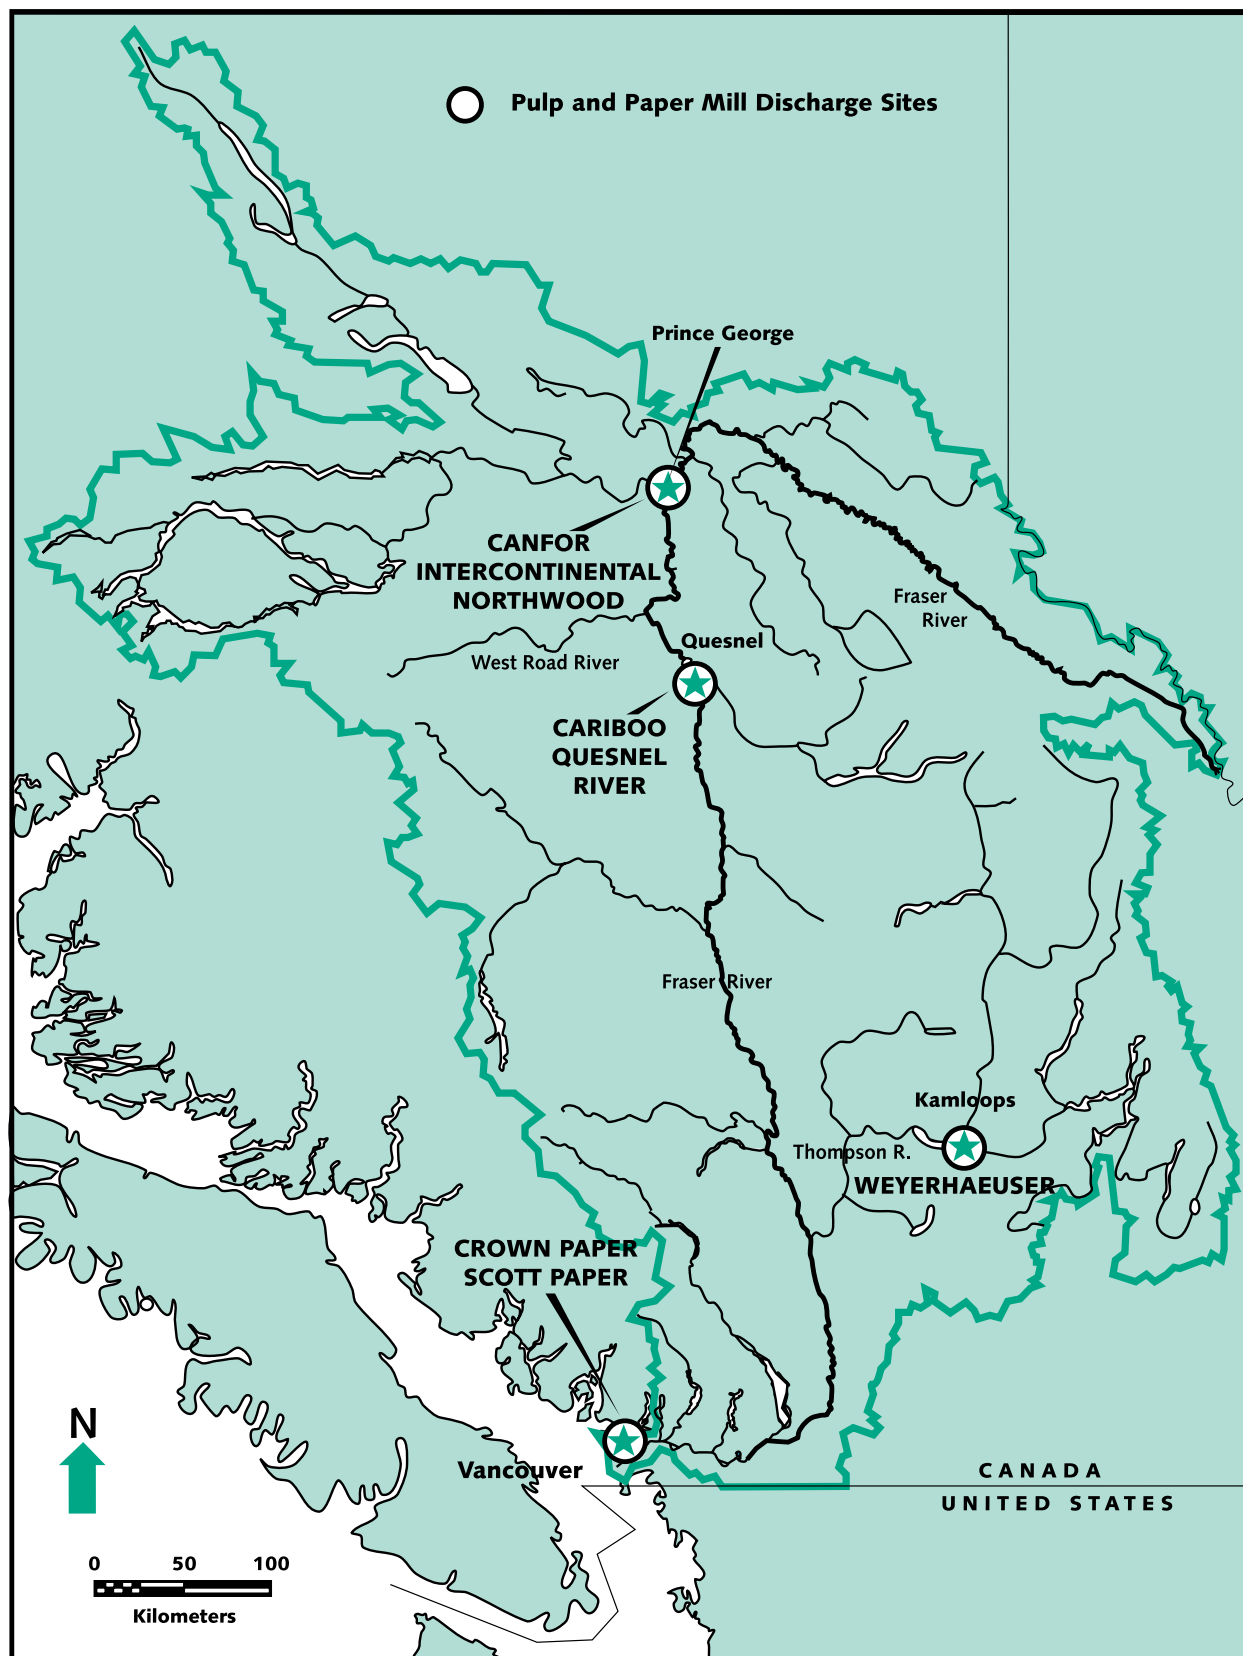 Pulp and Paper Mill Discharge Sites
Prince George
CANFOR
INTERCONTINENTAL
NORTHWOOD
Fraser
River
Quesnel
West Road River
CARIBOO
QUESNEL
RIVER
Fraser River
Kamloops
Thompson R.
WEYERHAEUSER
CROWN PAPER
SCOTT PAPER
N
Vancouver
CANADA
UNITED STATES
0 50 100
Kilometers